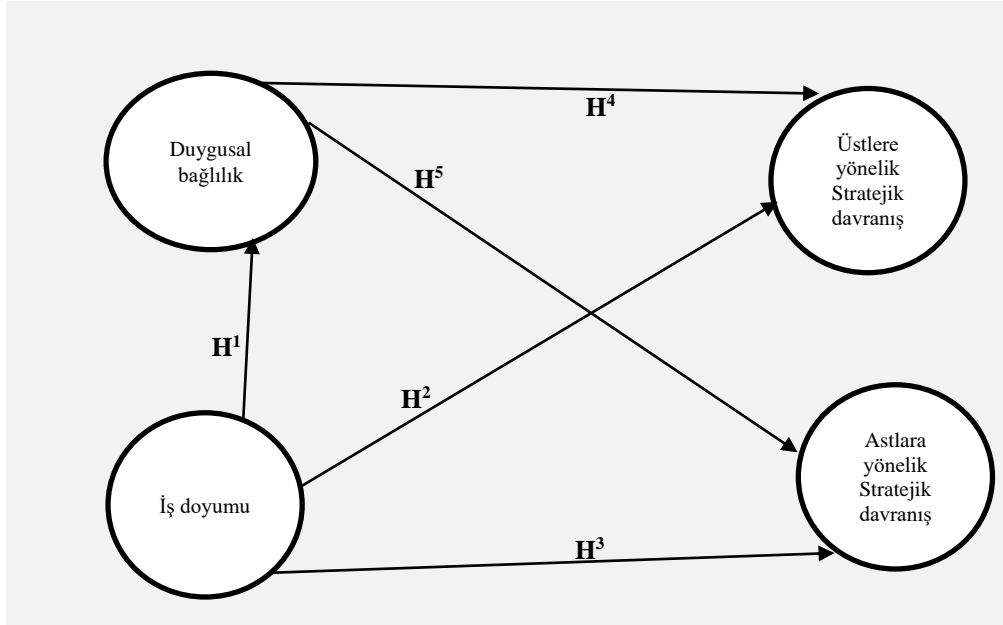 Duygusal
bağlılık
H⁴
Üstlere
yönelik
Stratejik
davranış
H⁵
H¹
H²
İş doyumu
H³
Astlara
yönelik
Stratejik
davranış